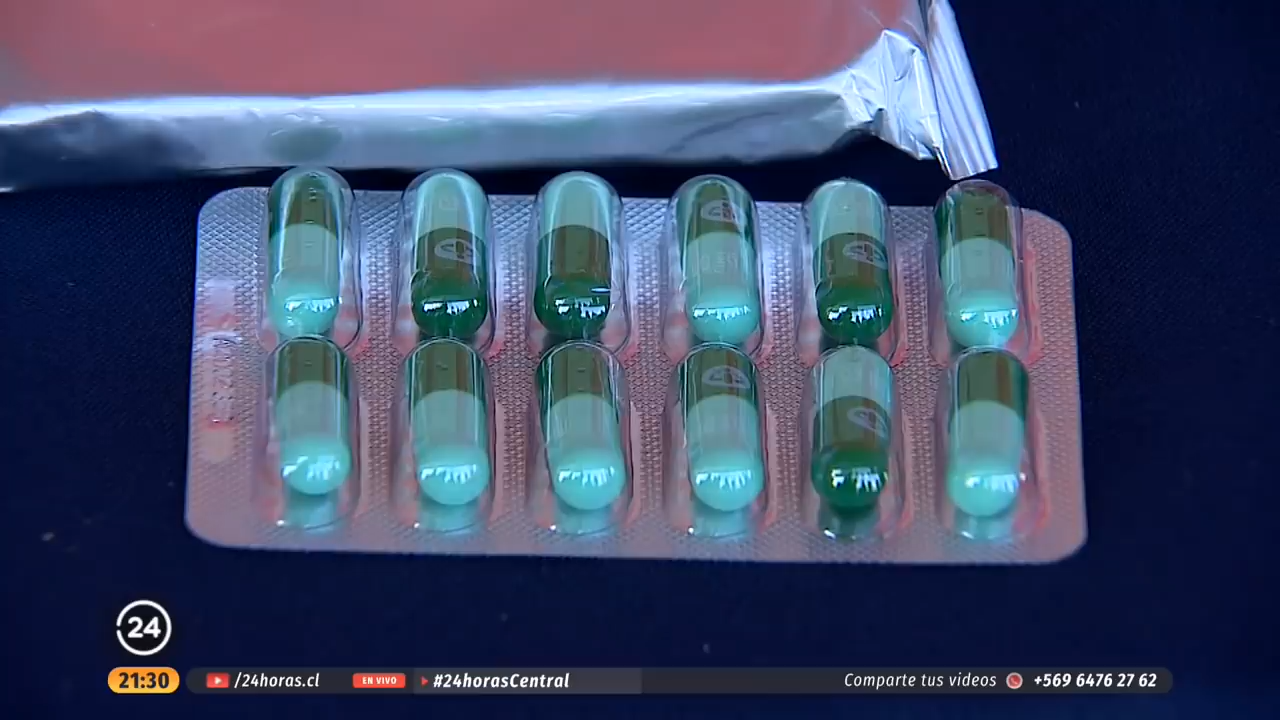 24
21:30
/24horas.cl
EN VIVO
#24horasCentral
Comparte tus videos
+569 6476 27 62